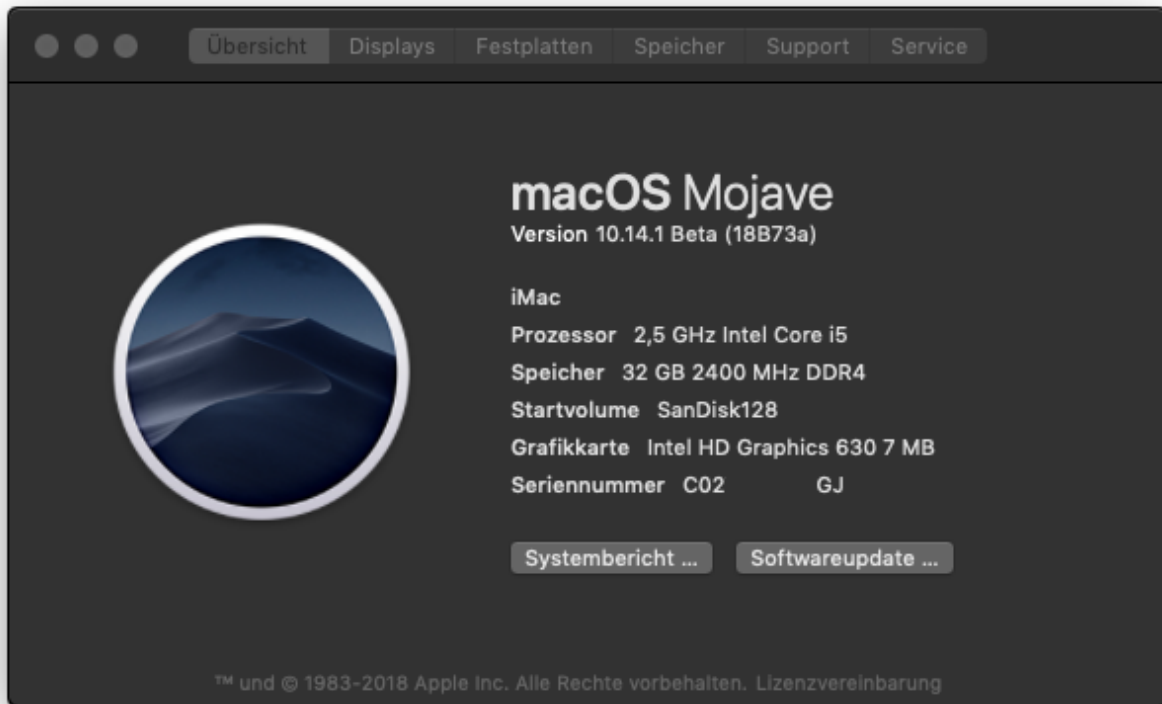 Übersicht Displays Festplatten Speicher Support Service
macOS Mojave
Version 10.14.1 Beta (18B73a)
iMac
Prozessor 2,5 GHz Intel Core i5
Speicher 32 GB 2400 MHz DDR4
Startvolume SanDisk128
Grafikkarte Intel HD Graphics 630 7 MB
Seriennummer C02 GJ
Systembericht ... Softwareupdate ...
™ und © 1983-2018 Apple Inc. Alle Rechte vorbehalten. Lizenzvereinbarung